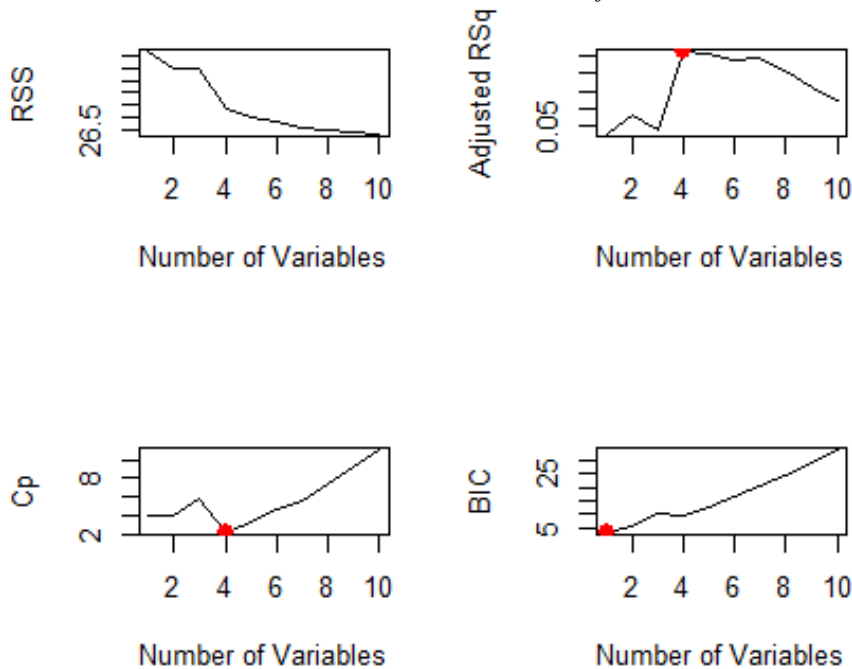 RSS
26.5
2 4 6 8 10
Number of Variables
Adjusted RSq
0.05
2 4 6 8 10
Number of Variables
Cp
2 8
2 4 6 8 10
Number of Variables
BIC
5 25
2 4 6 8 10
Number of Variables